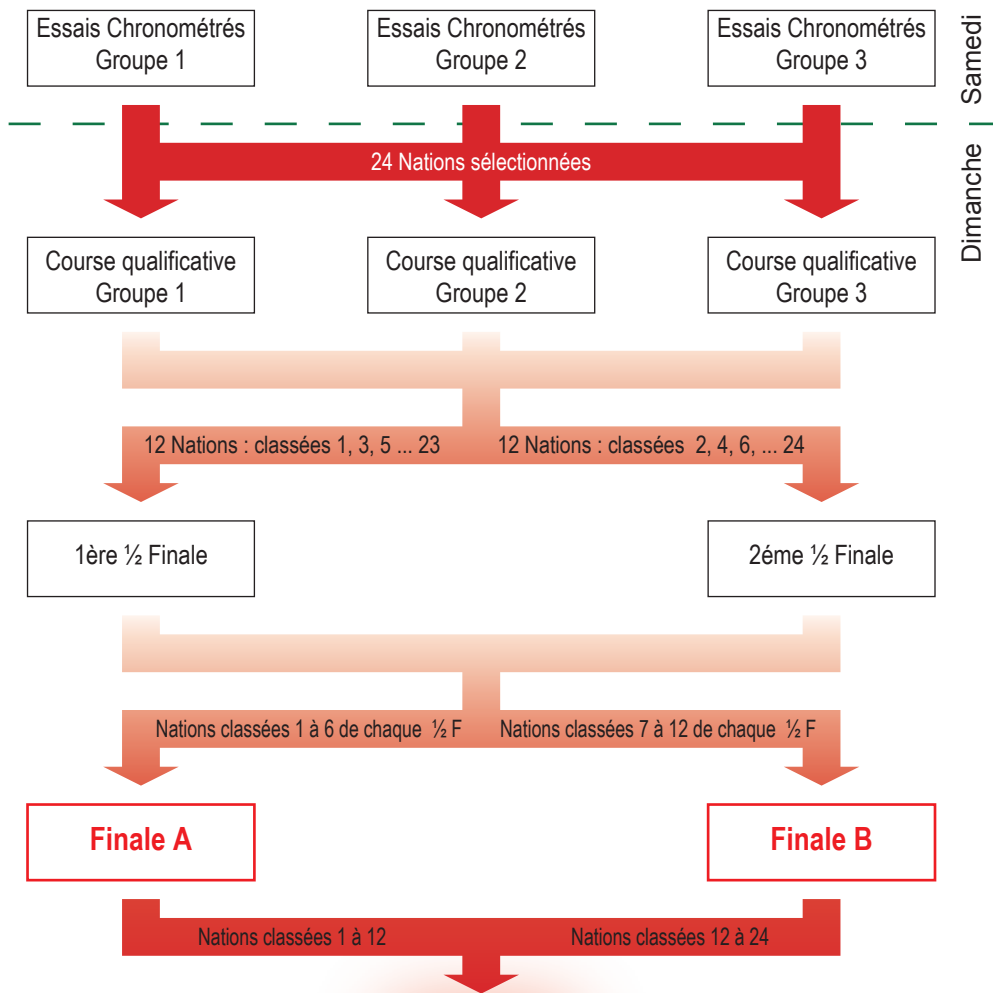 Essais Chronométrés
Groupe 1
Essais Chronométrés
Groupe 2
Essais Chronométrés
Groupe 3
Samedi
24 Nations sélectionnées
Dimanche
Course qualificative
Groupe 1
Course qualificative
Groupe 2
Course qualificative
Groupe 3
12 Nations : classées 1, 3, 5 ... 23
12 Nations : classées 2, 4, 6, ... 24
1ère ½ Finale
2éme ½ Finale
Nations classées 1 à 6 de chaque ½ F
Nations classées 7 à 12 de chaque ½ F
Finale A
Finale B
Nations classées 1 à 12
Nations classées 12 à 24